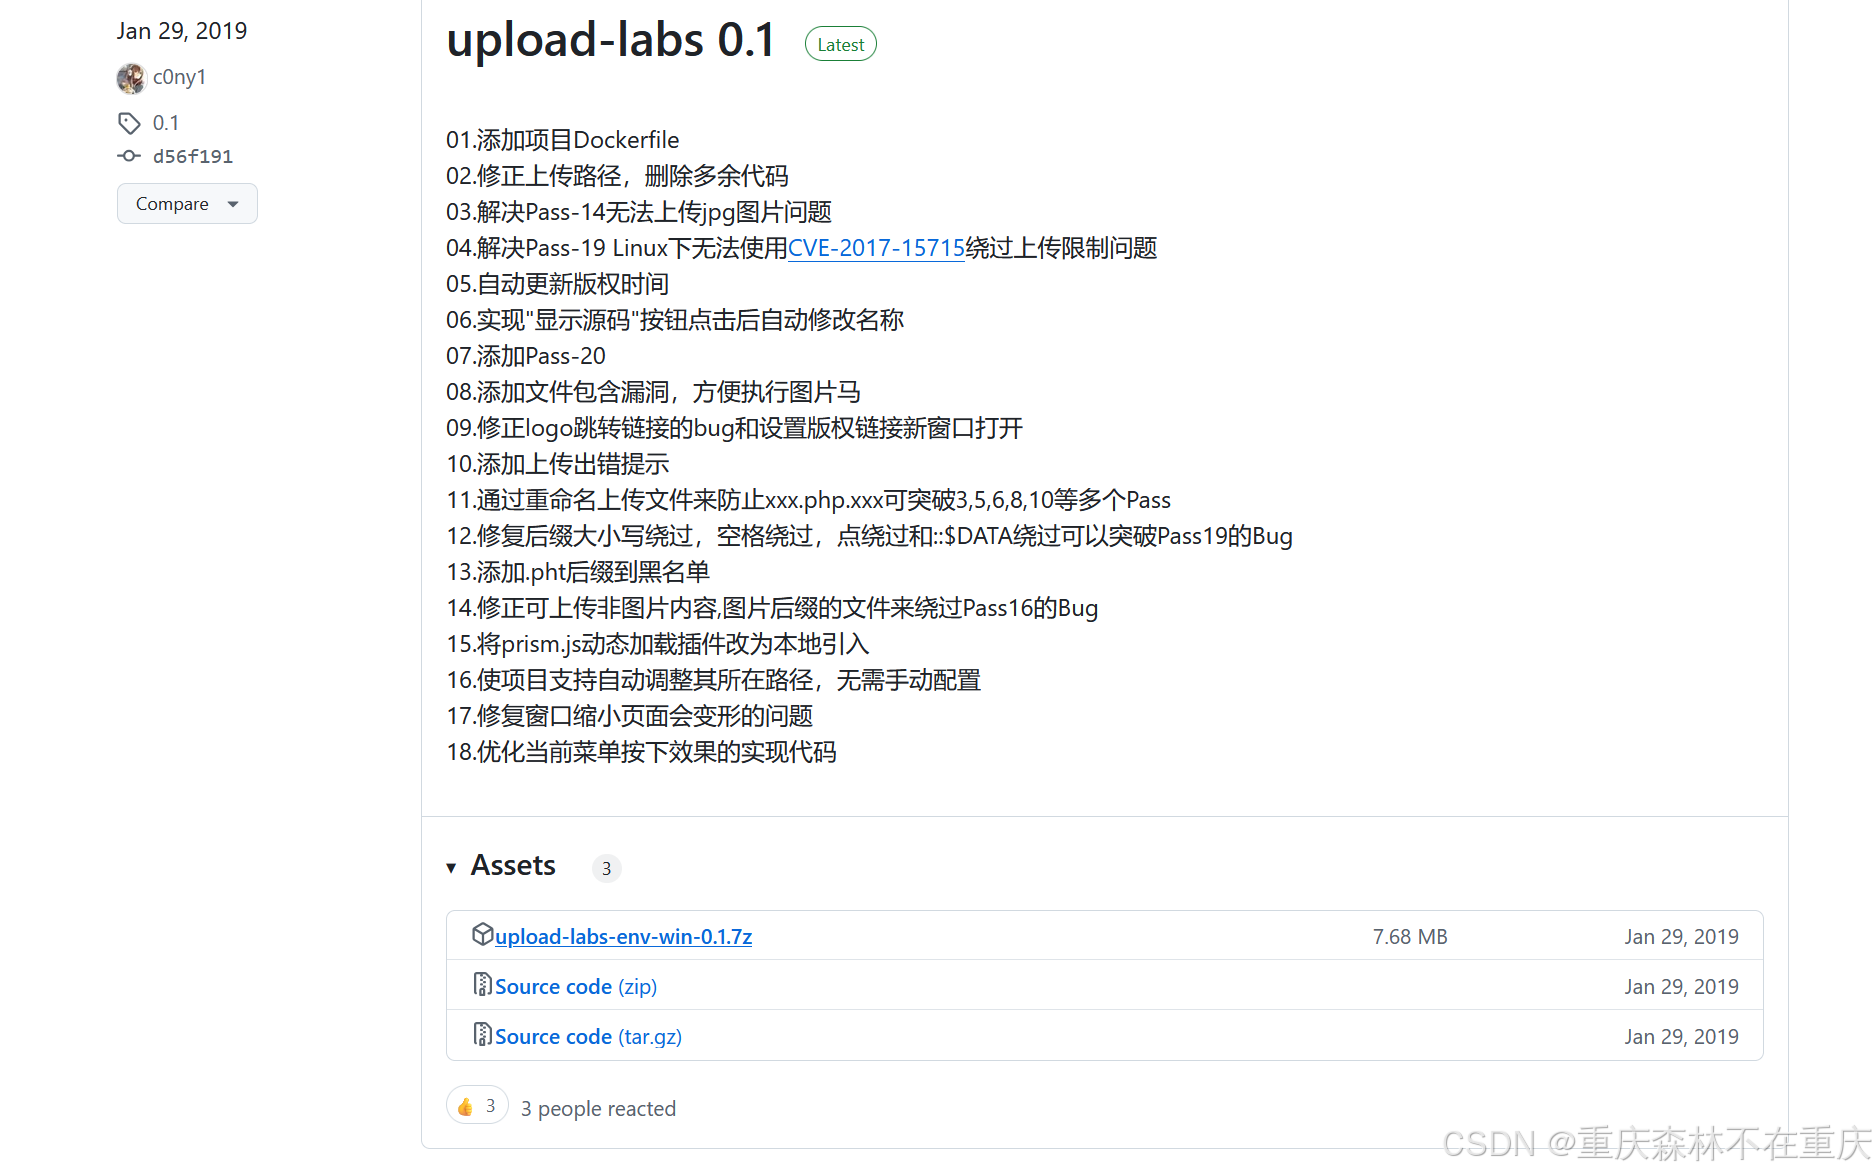 Jan 29, 2019
c0ny1
0.1
d56f191
Compare
upload-labs 0.1
Latest
01.添加项目Dockerfile
02.修正上传路径，删除多余代码
03.解决Pass-14无法上传jpg图片问题
04.解决Pass-19 Linux下无法使用CVE-2017-15715绕过上传限制问题
05.自动更新版权时间
06.实现"显示源码"按钮点击后自动修改名称
07.添加Pass-20
08.添加文件包含漏洞，方便执行图片马
09.修正logo跳转链接的bug和设置版权链接新窗口打开
10.添加上传出错提示
11.通过重命名上传文件来防止xxx.php.xxx可突破3,5,6,8,10等多个Pass
12.修复后缀大小写绕过，空格绕过，点绕过和::$DATA绕过可以突破Pass19的Bug
13.添加.pht后缀到黑名单
14.修正可上传非图片内容,图片后缀的文件来绕过Pass16的Bug
15.将prism.js动态加载插件改为本地引入
16.使项目支持自动调整其所在路径，无需手动配置
17.修复窗口缩小页面会变形的问题
18.优化当前菜单按下效果的实现代码
Assets 3
upload-labs-env-win-0.1.7z 7.68 MB Jan 29, 2019
Source code (zip) Jan 29, 2019
Source code (tar.gz) Jan 29, 2019
3 3 people reacted
CSDN @重庆森林不在重庆